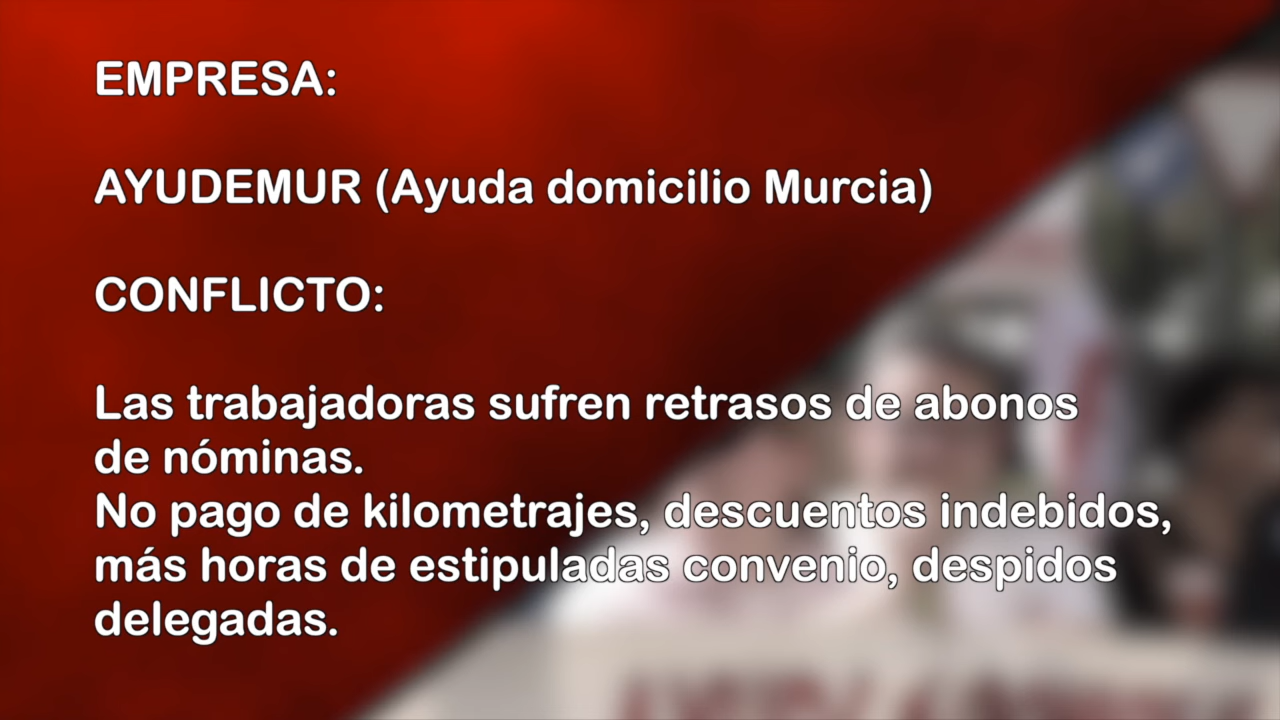 EMPRESA:
AYUDEMUR (Ayuda domicilio Murcia)
CONFLICTO:
Las trabajadoras sufren retrasos de abonos
de nóminas.
No pago de kilometrajes, descuentos indebidos,
más horas de estipuladas convenio, despidos
delegadas.